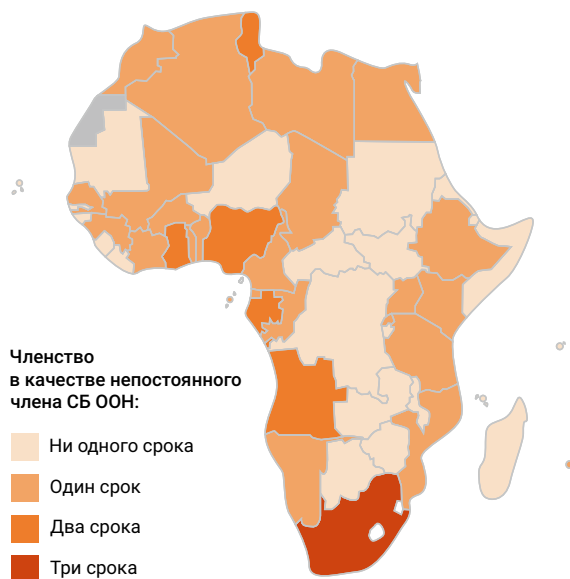 Членство
в качестве непостоянного
члена СБ ООН:
Ни одного срока
Один срок
Два срока
Три срока